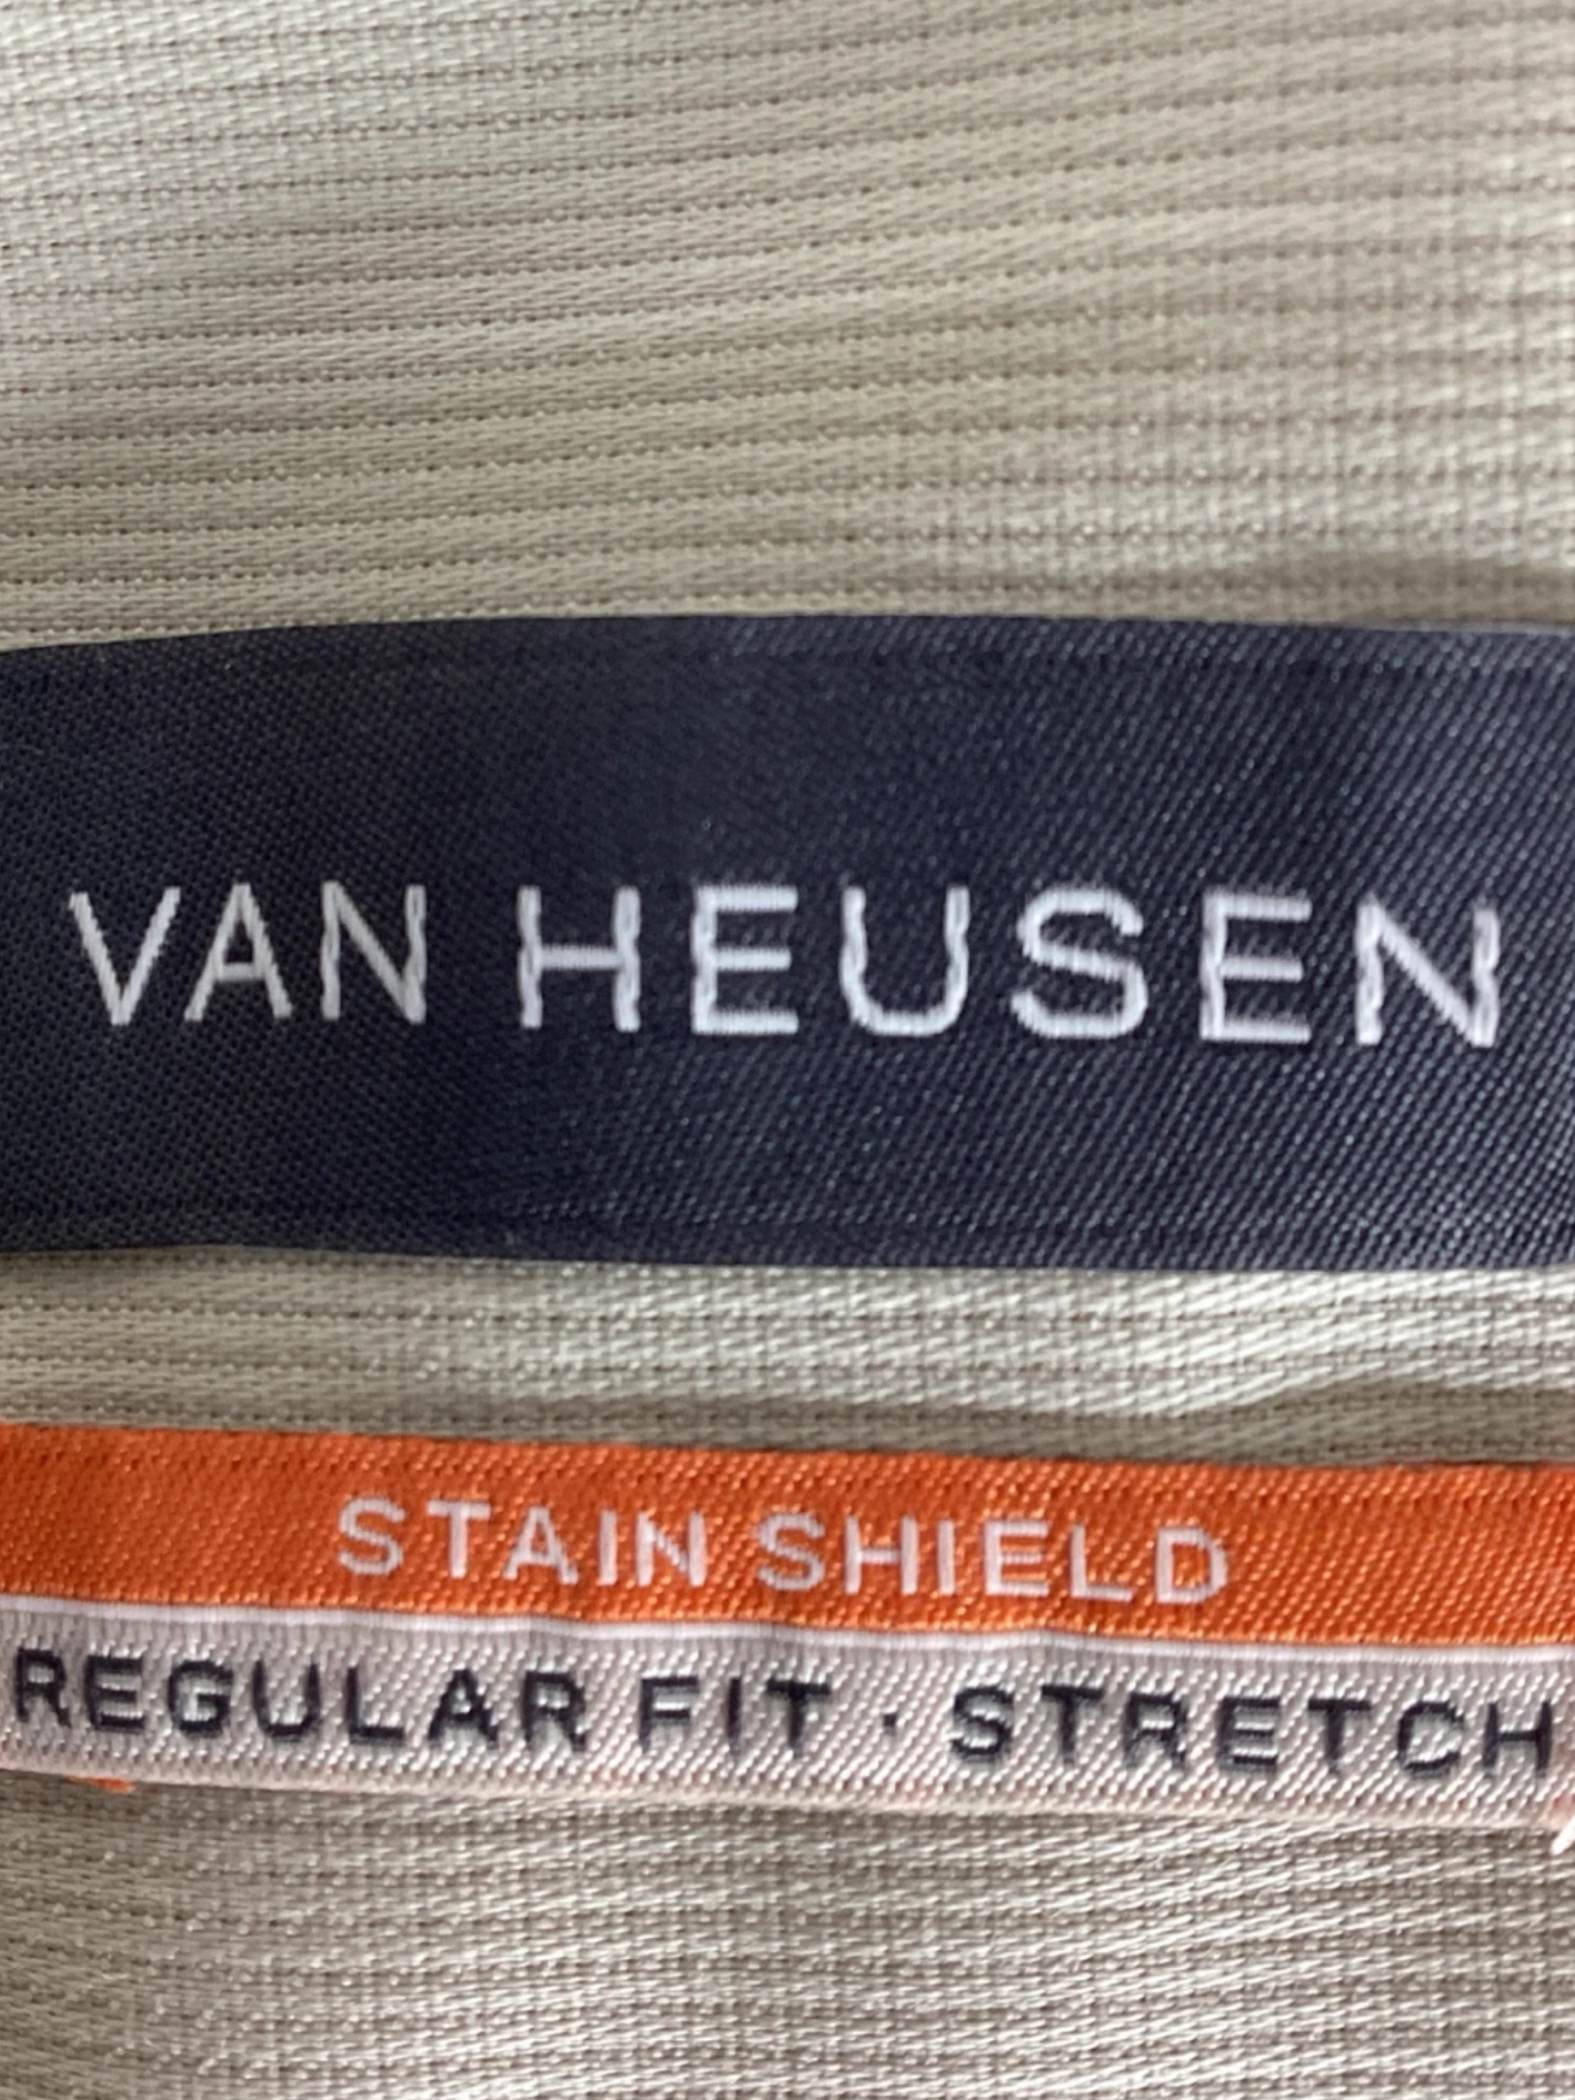 VAN HEUSEN
STAIN SHIELD
REGULAR FIT · STRETCH